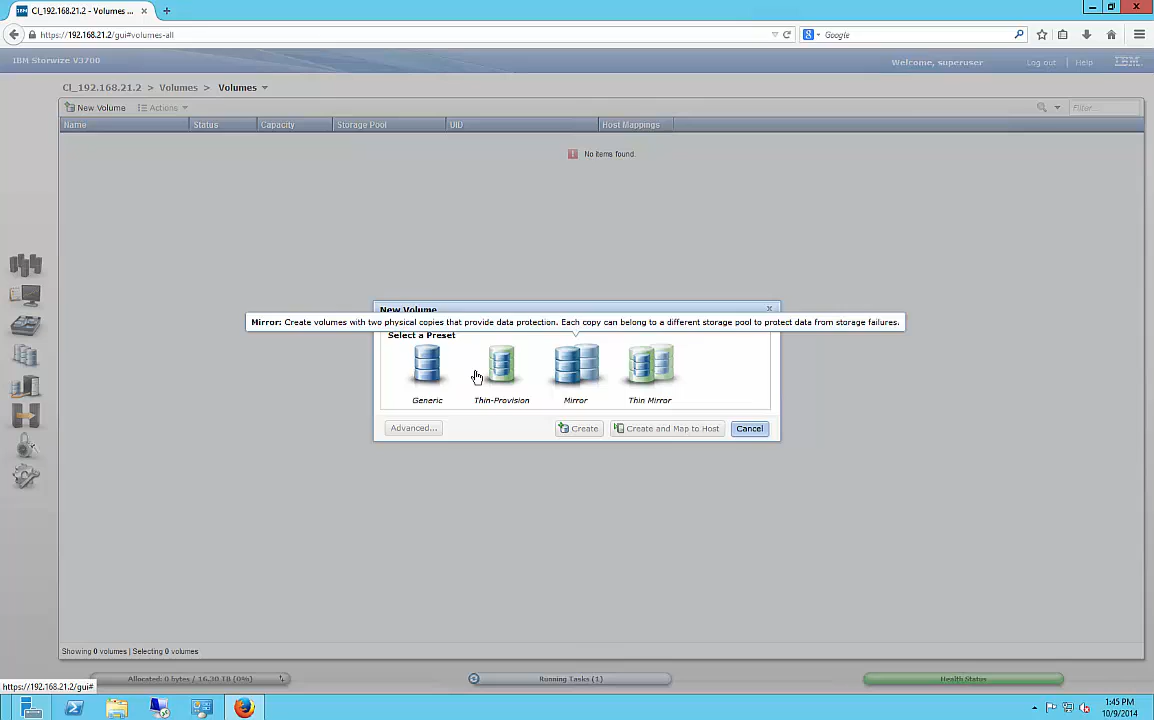 CI_192.168.21.2 - Volumes ...
https://192.168.21.2/gui#volumes-all
Google
IBM Storwize V3700
Welcome, superuser
Log out
Help
IBM
CI_192.168.21.2 > Volumes > Volumes
New Volume
Actions
Filter...
Name
Status
Capacity
Storage Pool
UID
Host Mappings
No items found.
New Volume
Mirror: Create volumes with two physical copies that provide data protection. Each copy can belong to a different storage pool to protect data from storage failures.
Select a Preset
Generic
Thin-Provision
Mirror
Thin Mirror
Advanced...
Create
Create and Map to Host
Cancel
Showing 0 volumes | Selecting 0 volumes
Allocated: 0 bytes / 16.30 TB (0%)
Running Tasks (1)
Health Status
https://192.168.21.2/gui#
1:45 PM
10/9/2014